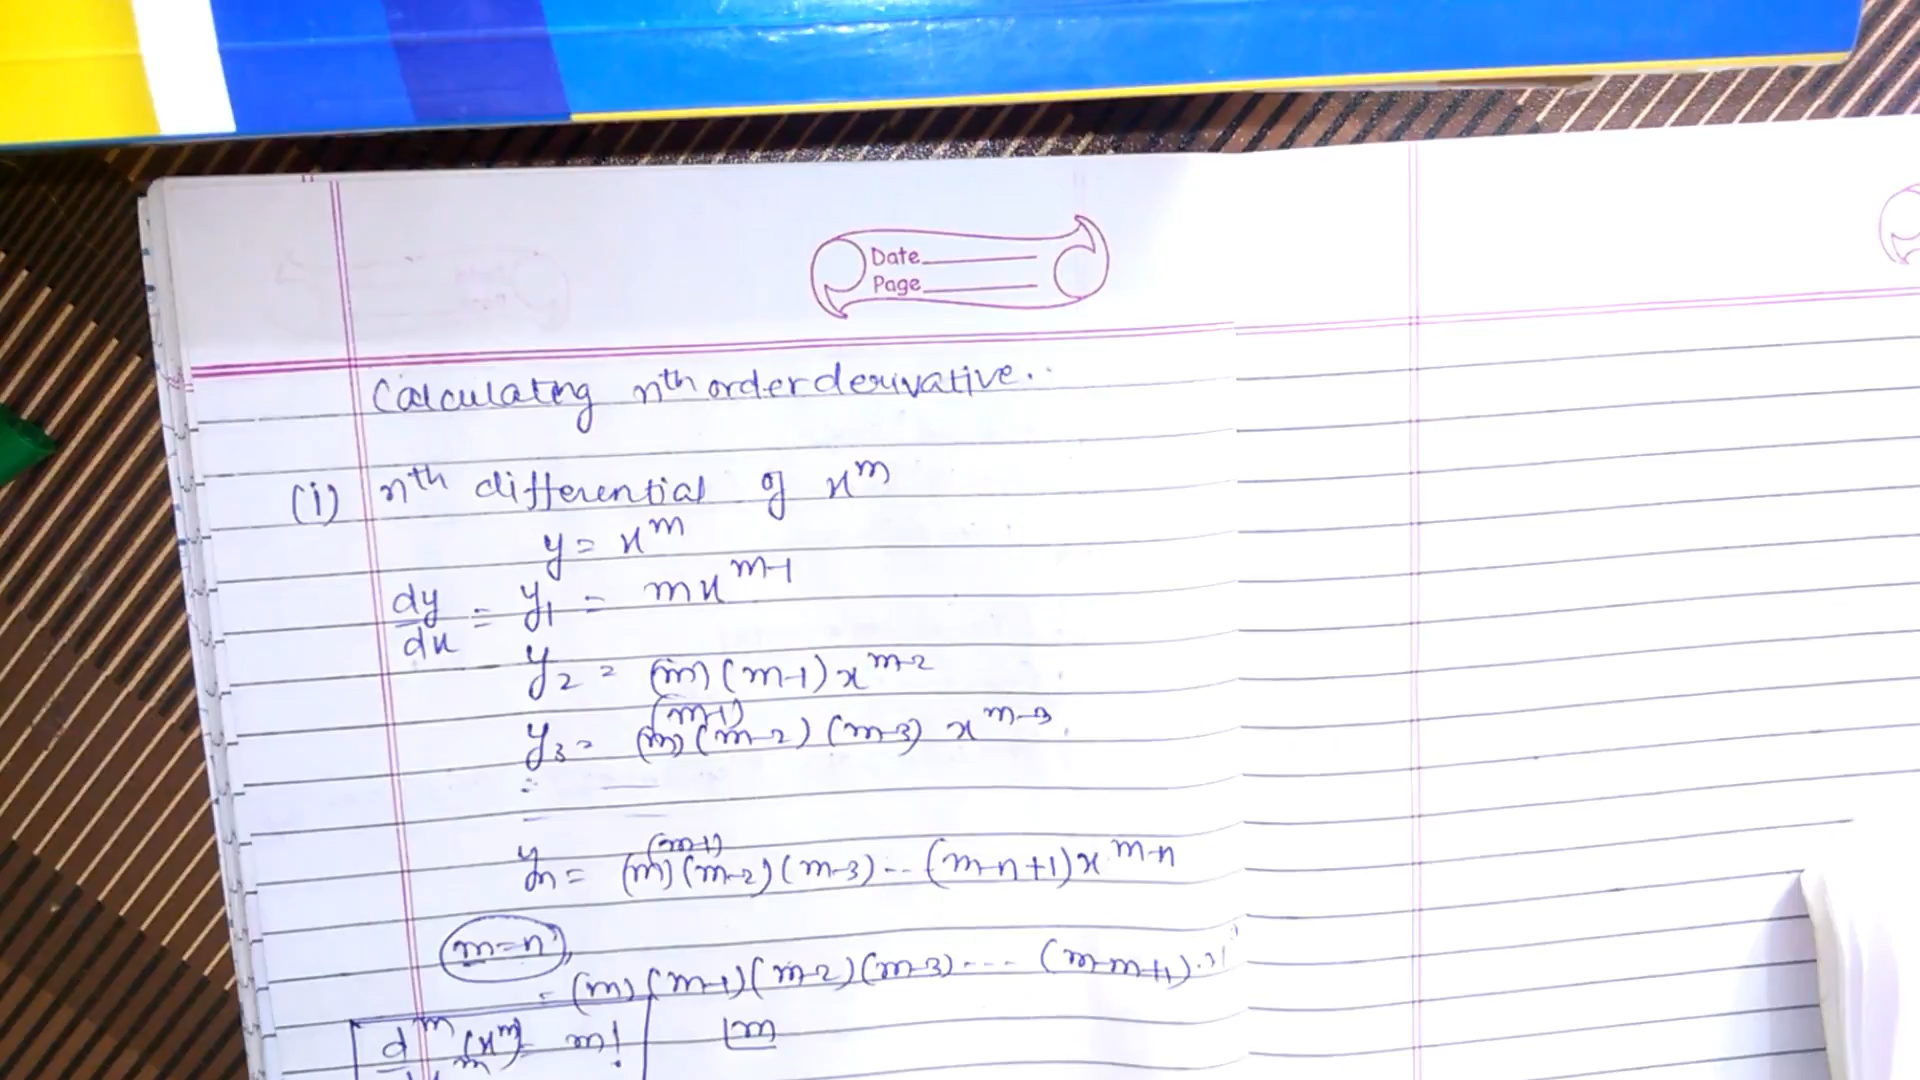 Date
Page
Calculating nth order derivative..
(i) nth differential of x^m
y = x^m
dy/dx = y1 = mx^m-1
y2 = (m)(m-1)x^m-2
(m-1)
y3 = (m)(m-2)(m-3) x^m-3
(m-1)
yn = (m)(m-2)(m-3)--(m-n+1)x^m-n
m=n,
= (m)(m-1)(m-2)(m-3)---- (m-m+1).
d^m (x^m) = m! |m